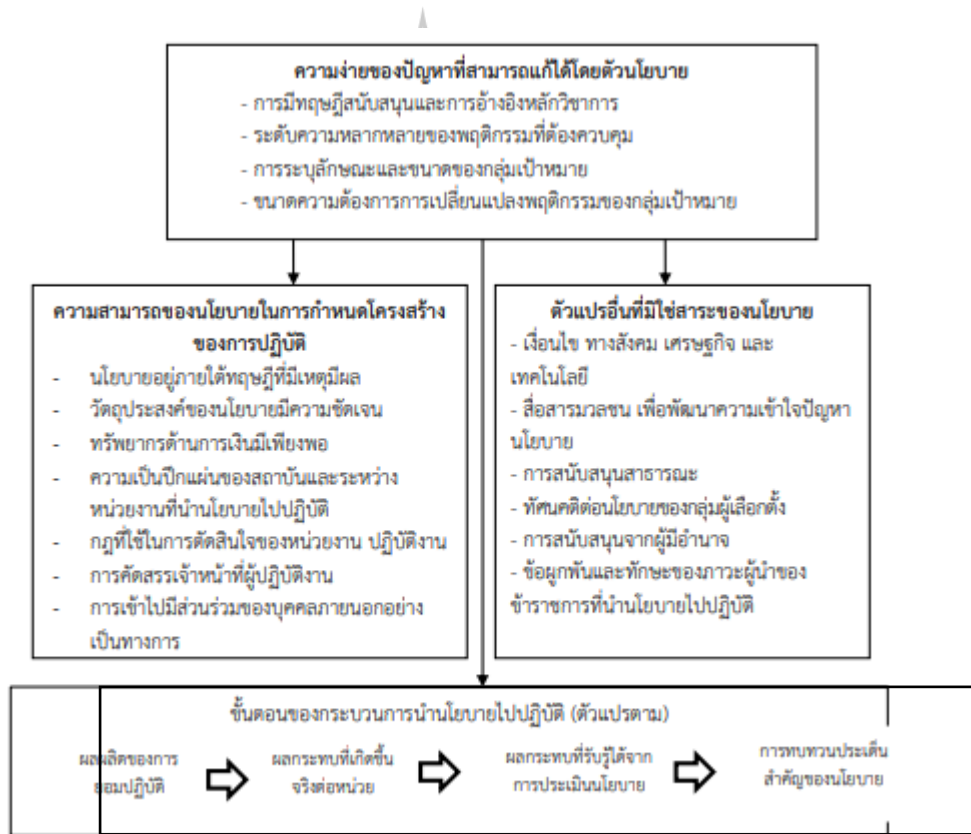 ความง่ายของปัญหาที่สามารถแก้ได้โดยตัวนโยบาย
- การมีทฤษฎีสนับสนุนและการอ้างอิงหลักวิชาการ
- ระดับความหลากหลายของพฤติกรรมที่ต้องควบคุม
- การระบุลักษณะและขนาดของกลุ่มเป้าหมาย
- ขนาดความต้องการการเปลี่ยนแปลงพฤติกรรมของกลุ่มเป้าหมาย
ความสามารถของนโยบายในการกำหนดโครงสร้าง
ของการปฏิบัติ
- นโยบายอยู่ภายใต้ทฤษฎีที่มีเหตุมีผล
- วัตถุประสงค์ของนโยบายมีความชัดเจน
- ทรัพยากรด้านการเงินมีเพียงพอ
- ความเป็นปึกแผ่นของสถาบันและระหว่าง
หน่วยงานที่นำนโยบายไปปฏิบัติ
- กฎที่ใช้ในการตัดสินใจของหน่วยงาน ปฏิบัติงาน
- การคัดสรรเจ้าหน้าที่ผู้ปฏิบัติงาน
- การเข้าไปมีส่วนร่วมของบุคคลภายนอกอย่าง
เป็นทางการ
ตัวแปรอื่นที่มิใช่สาระของนโยบาย
- เงื่อนไข ทางสังคม เศรษฐกิจ และ
เทคโนโลยี
- สื่อสารมวลชน เพื่อพัฒนาความเข้าใจปัญหา
นโยบาย
- การสนับสนุนสาธารณะ
- ทัศนคติต่อนโยบายของกลุ่มผู้เลือกตั้ง
- การสนับสนุนจากผู้มีอำนาจ
- ข้อผูกพันและทักษะของภาวะผู้นำของ
ข้าราชการที่นำนโยบายไปปฏิบัติ
ขั้นตอนของกระบวนการนำนโยบายไปปฏิบัติ (ตัวแปรตาม)
ผลผลิตของการ
ยอมปฏิบัติ
ผลกระทบที่เกิดขึ้น
จริงต่อหน่วย
ผลกระทบที่รับรู้ได้จาก
การประเมินนโยบาย
การทบทวนประเด็น
สำคัญของนโยบาย